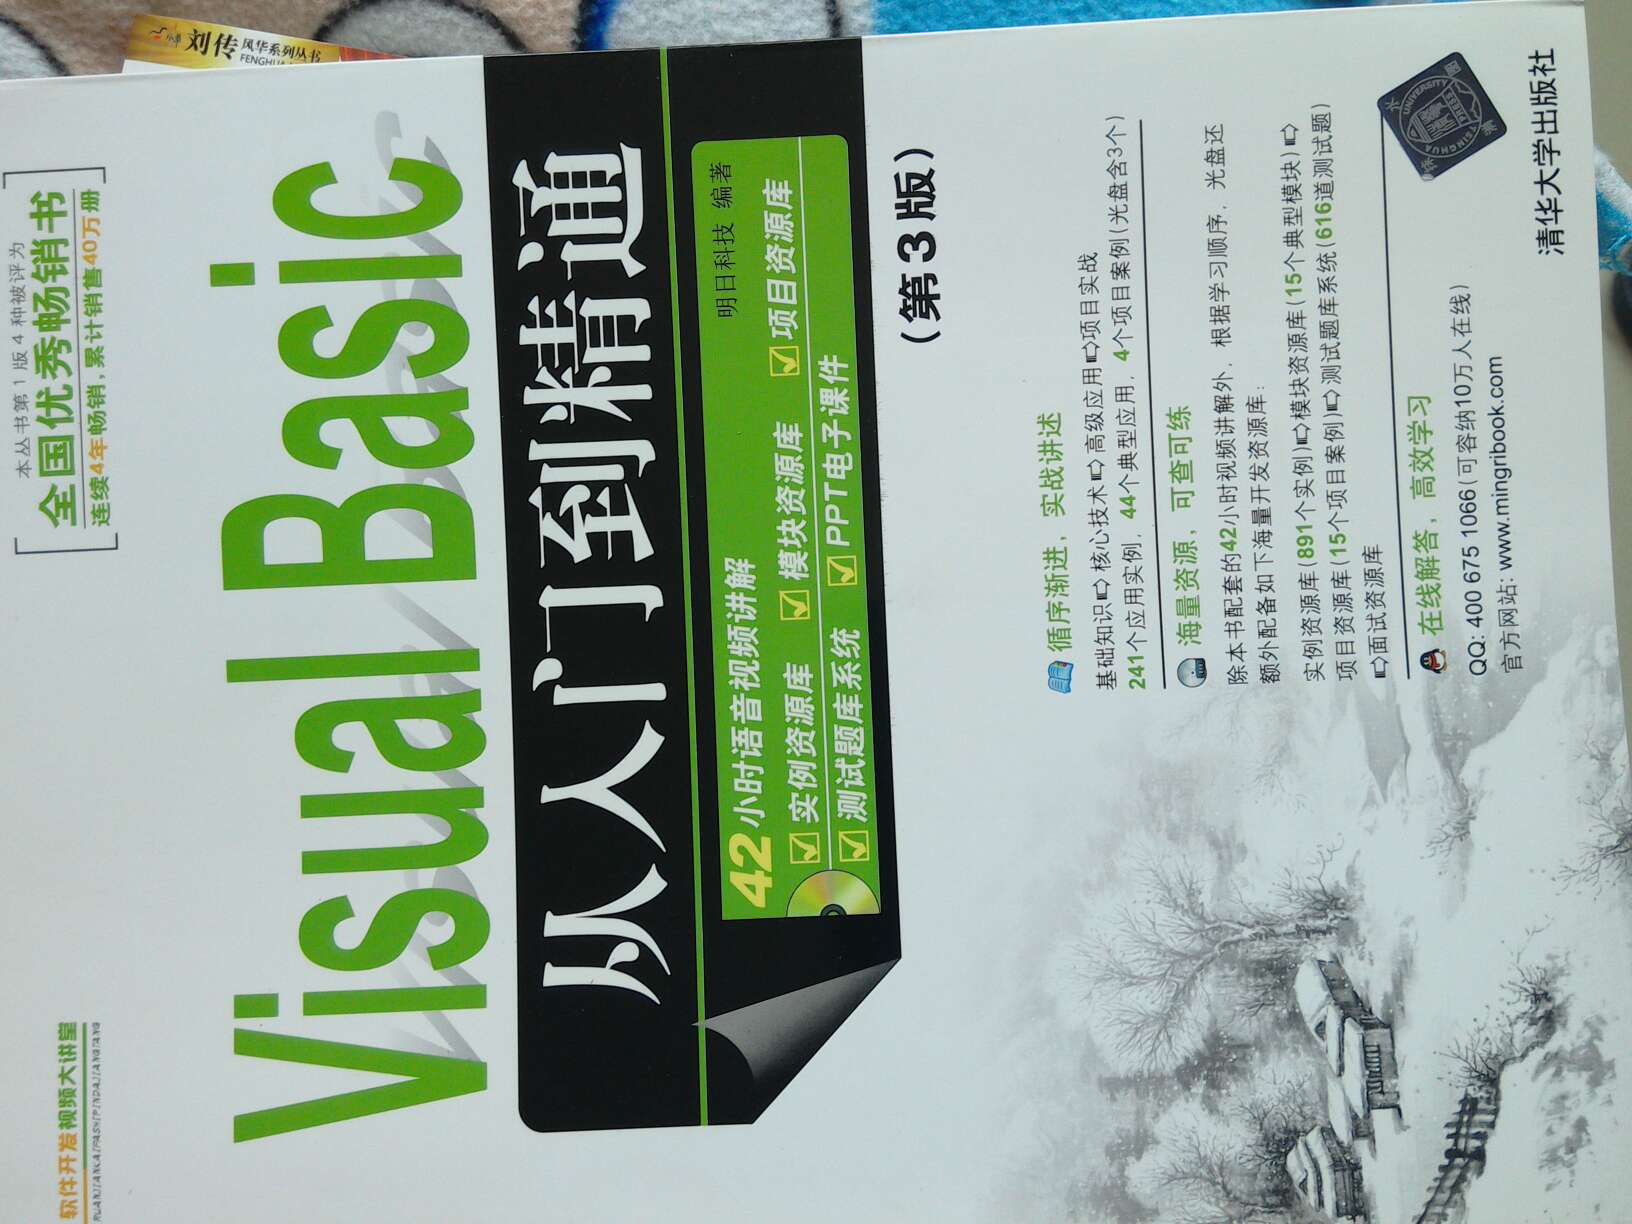 刘传
风华系列丛书
软件开发视频大讲堂
RUANJIANKAIFASHIPINDAJIANGTANG
本丛书第1版4种被评为
全国优秀畅销书
连续4年畅销，累计销售40万册
Visual Basic
从入门到精通
明日科技 编著
42小时语音视频讲解
实例资源库 模块资源库 项目资源库
测试题库系统 PPT电子课件
（第3版）
循序渐进，实战讲述
基础知识⇨核心技术⇨高级应用⇨项目实战
241个应用实例，44个典型应用，4个项目案例(光盘含3个)
海量资源，可查可练
除本书配套的42小时视频讲解外，根据学习顺序，光盘还
额外配备如下海量开发资源库：
实例资源库(891个实例)⇨模块资源库(15个典型模块)⇨
项目资源库(15个项目案例)⇨测试题库系统(616道测试题)
⇨面试资源库
在线解答，高效学习
QQ: 400 675 1066(可容纳10万人在线)
官方网站: www.mingribook.com
清华大学出版社